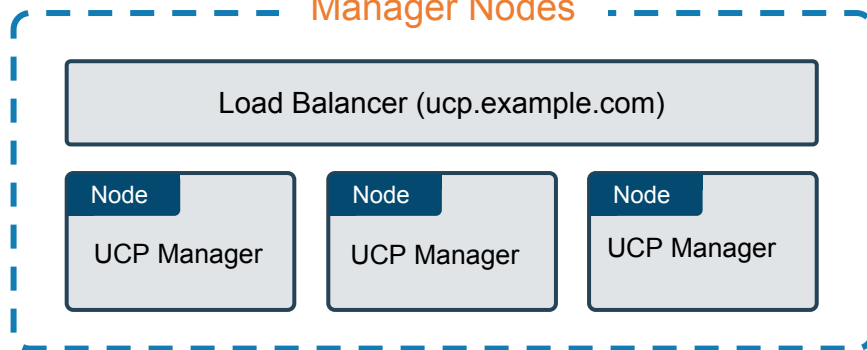 Manager Nodes
Load Balancer (ucp.example.com)
Node
UCP Manager
Node
UCP Manager
Node
UCP Manager